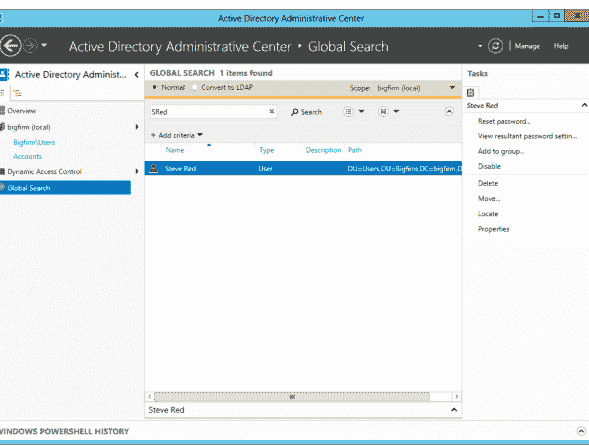 Active Directory Administrative Center
Active Directory Administrative Center • Global Search
Manage
Help
Active Directory Administ...
Overview
bigfirm (local)
Bigfirm\Users
Accounts
Dynamic Access Control
Global Search
GLOBAL SEARCH 1 items found
Normal Convert to LDAP Scope: bigfirm (local)
SRed × Search
Add criteria
Name Type Description Path
Steve Red User OU=Users,OU=Bigfirm,DC=bigfirm,D
Steve Red
Tasks
Steve Red
Reset password...
View resultant password settin...
Add to group...
Disable
Delete
Move...
Locate
Properties
WINDOWS POWERSHELL HISTORY